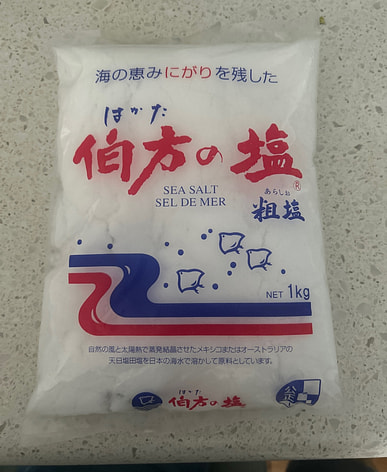 海の恵みにがりを残した
はかた
伯方の塩®
SEA SALT
SEL DE MER
あらしお
粗塩
NET 1kg
自然の風と太陽熱で蒸発結晶させたメキシコまたはオーストラリアの
天日塩田塩を日本の海水で溶かして原料としています。
はかた
伯方の塩
公正